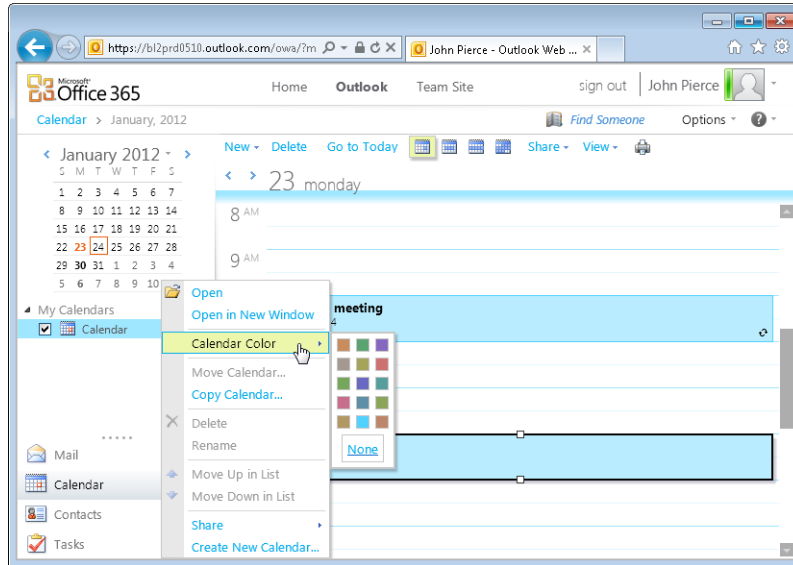 https://bl2prd0510.outlook.com/owa/?m
John Pierce - Outlook Web ...
Microsoft
Office 365
Home Outlook Team Site
sign out John Pierce
Calendar > January, 2012
Find Someone Options ?
January 2012
S M T W T F S
1 2 3 4 5 6 7
8 9 10 11 12 13 14
15 16 17 18 19 20 21
22 23 24 25 26 27 28
29 30 31 1 2 3 4
5 6 7 8 9 10
New Delete Go to Today Share View
23 monday
8 AM
9 AM
meeting
4
My Calendars
Calendar
Open
Open in New Window
Calendar Color
Move Calendar...
Copy Calendar...
Delete
Rename
Move Up in List
Move Down in List
Share
Create New Calendar...
None
Mail
Calendar
Contacts
Tasks